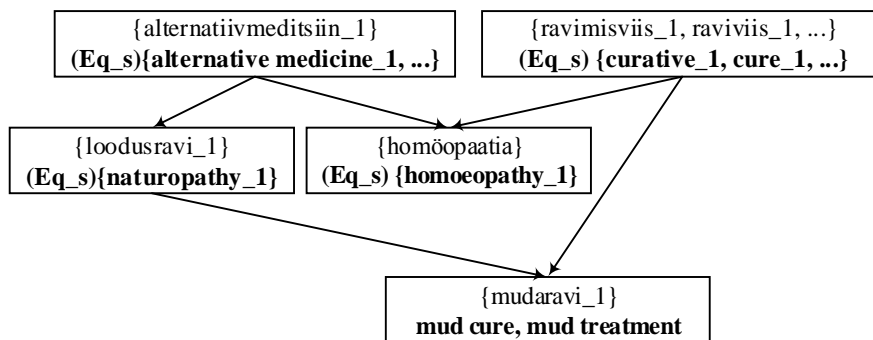 {alternatiivmeditsiin_1}
(Eq_s){alternative medicine_1, ...}
{ravimisviis_1, raviviis_1, ...}
(Eq_s) {curative_1, cure_1, ...}
{loodusravi_1}
(Eq_s){naturopathy_1}
{homöopaatia}
(Eq_s) {homoeopathy_1}
{mudaravi_1}
mud cure, mud treatment